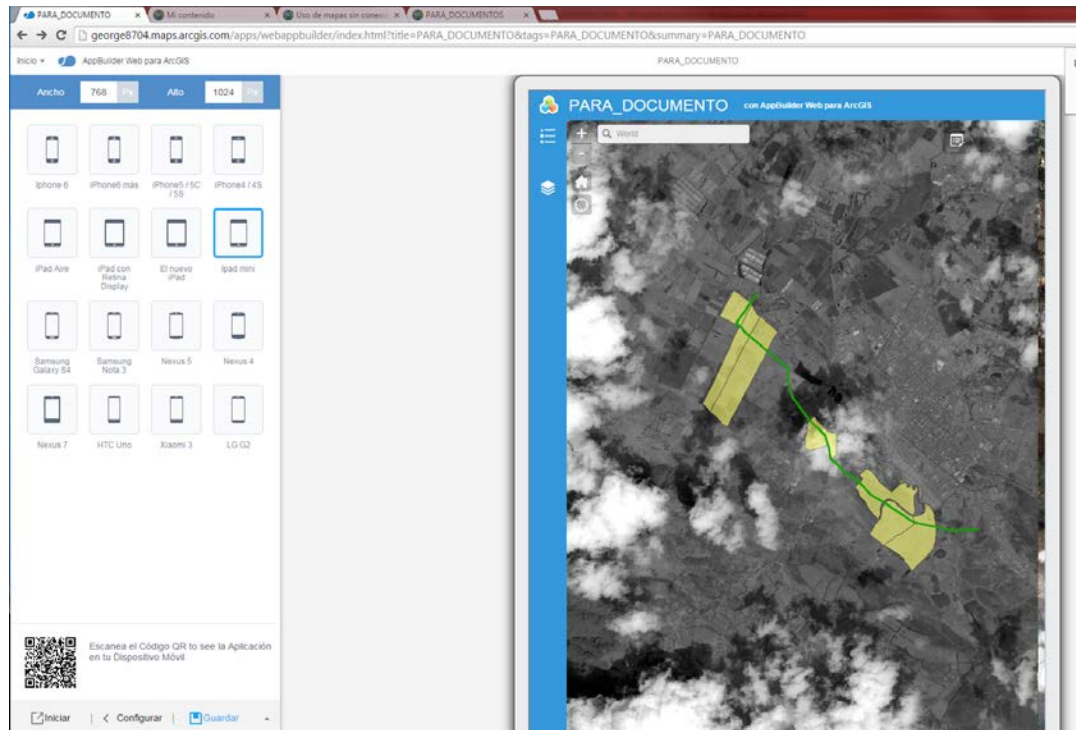 PARA_DOCUMENTO
Mi contenido
Uso de mapas sin conexi
PARA_DOCUMENTOS
george8704.maps.arcgis.com/apps/webappbuilder/index.html?title=PARA_DOCUMENTO&tags=PARA_DOCUMENTO&summary=PARA_DOCUMENTO
Inicio
AppBuilder Web para ArcGIS
PARA_DOCUMENTO
Ancho 768 Px Alto 1024 Px
PARA_DOCUMENTO con AppBuilder Web para ArcGIS
World
Iphone 6
iPhone6 más
iPhone5 / 5C
/ 5S
iPhone4 / 4S
iPad Aire
iPad con
Retina
Display
El nuevo
iPad
Ipad mini
Samsung
Galaxy S4
Samsung
Nota 3
Nexus 5
Nexus 4
Nexus 7
HTC Uno
Xiaomi 3
LG G2
Escanea el Código QR to see la Aplicación
en tu Dispositivo Móvil
Iniciar | < Configurar | Guardar